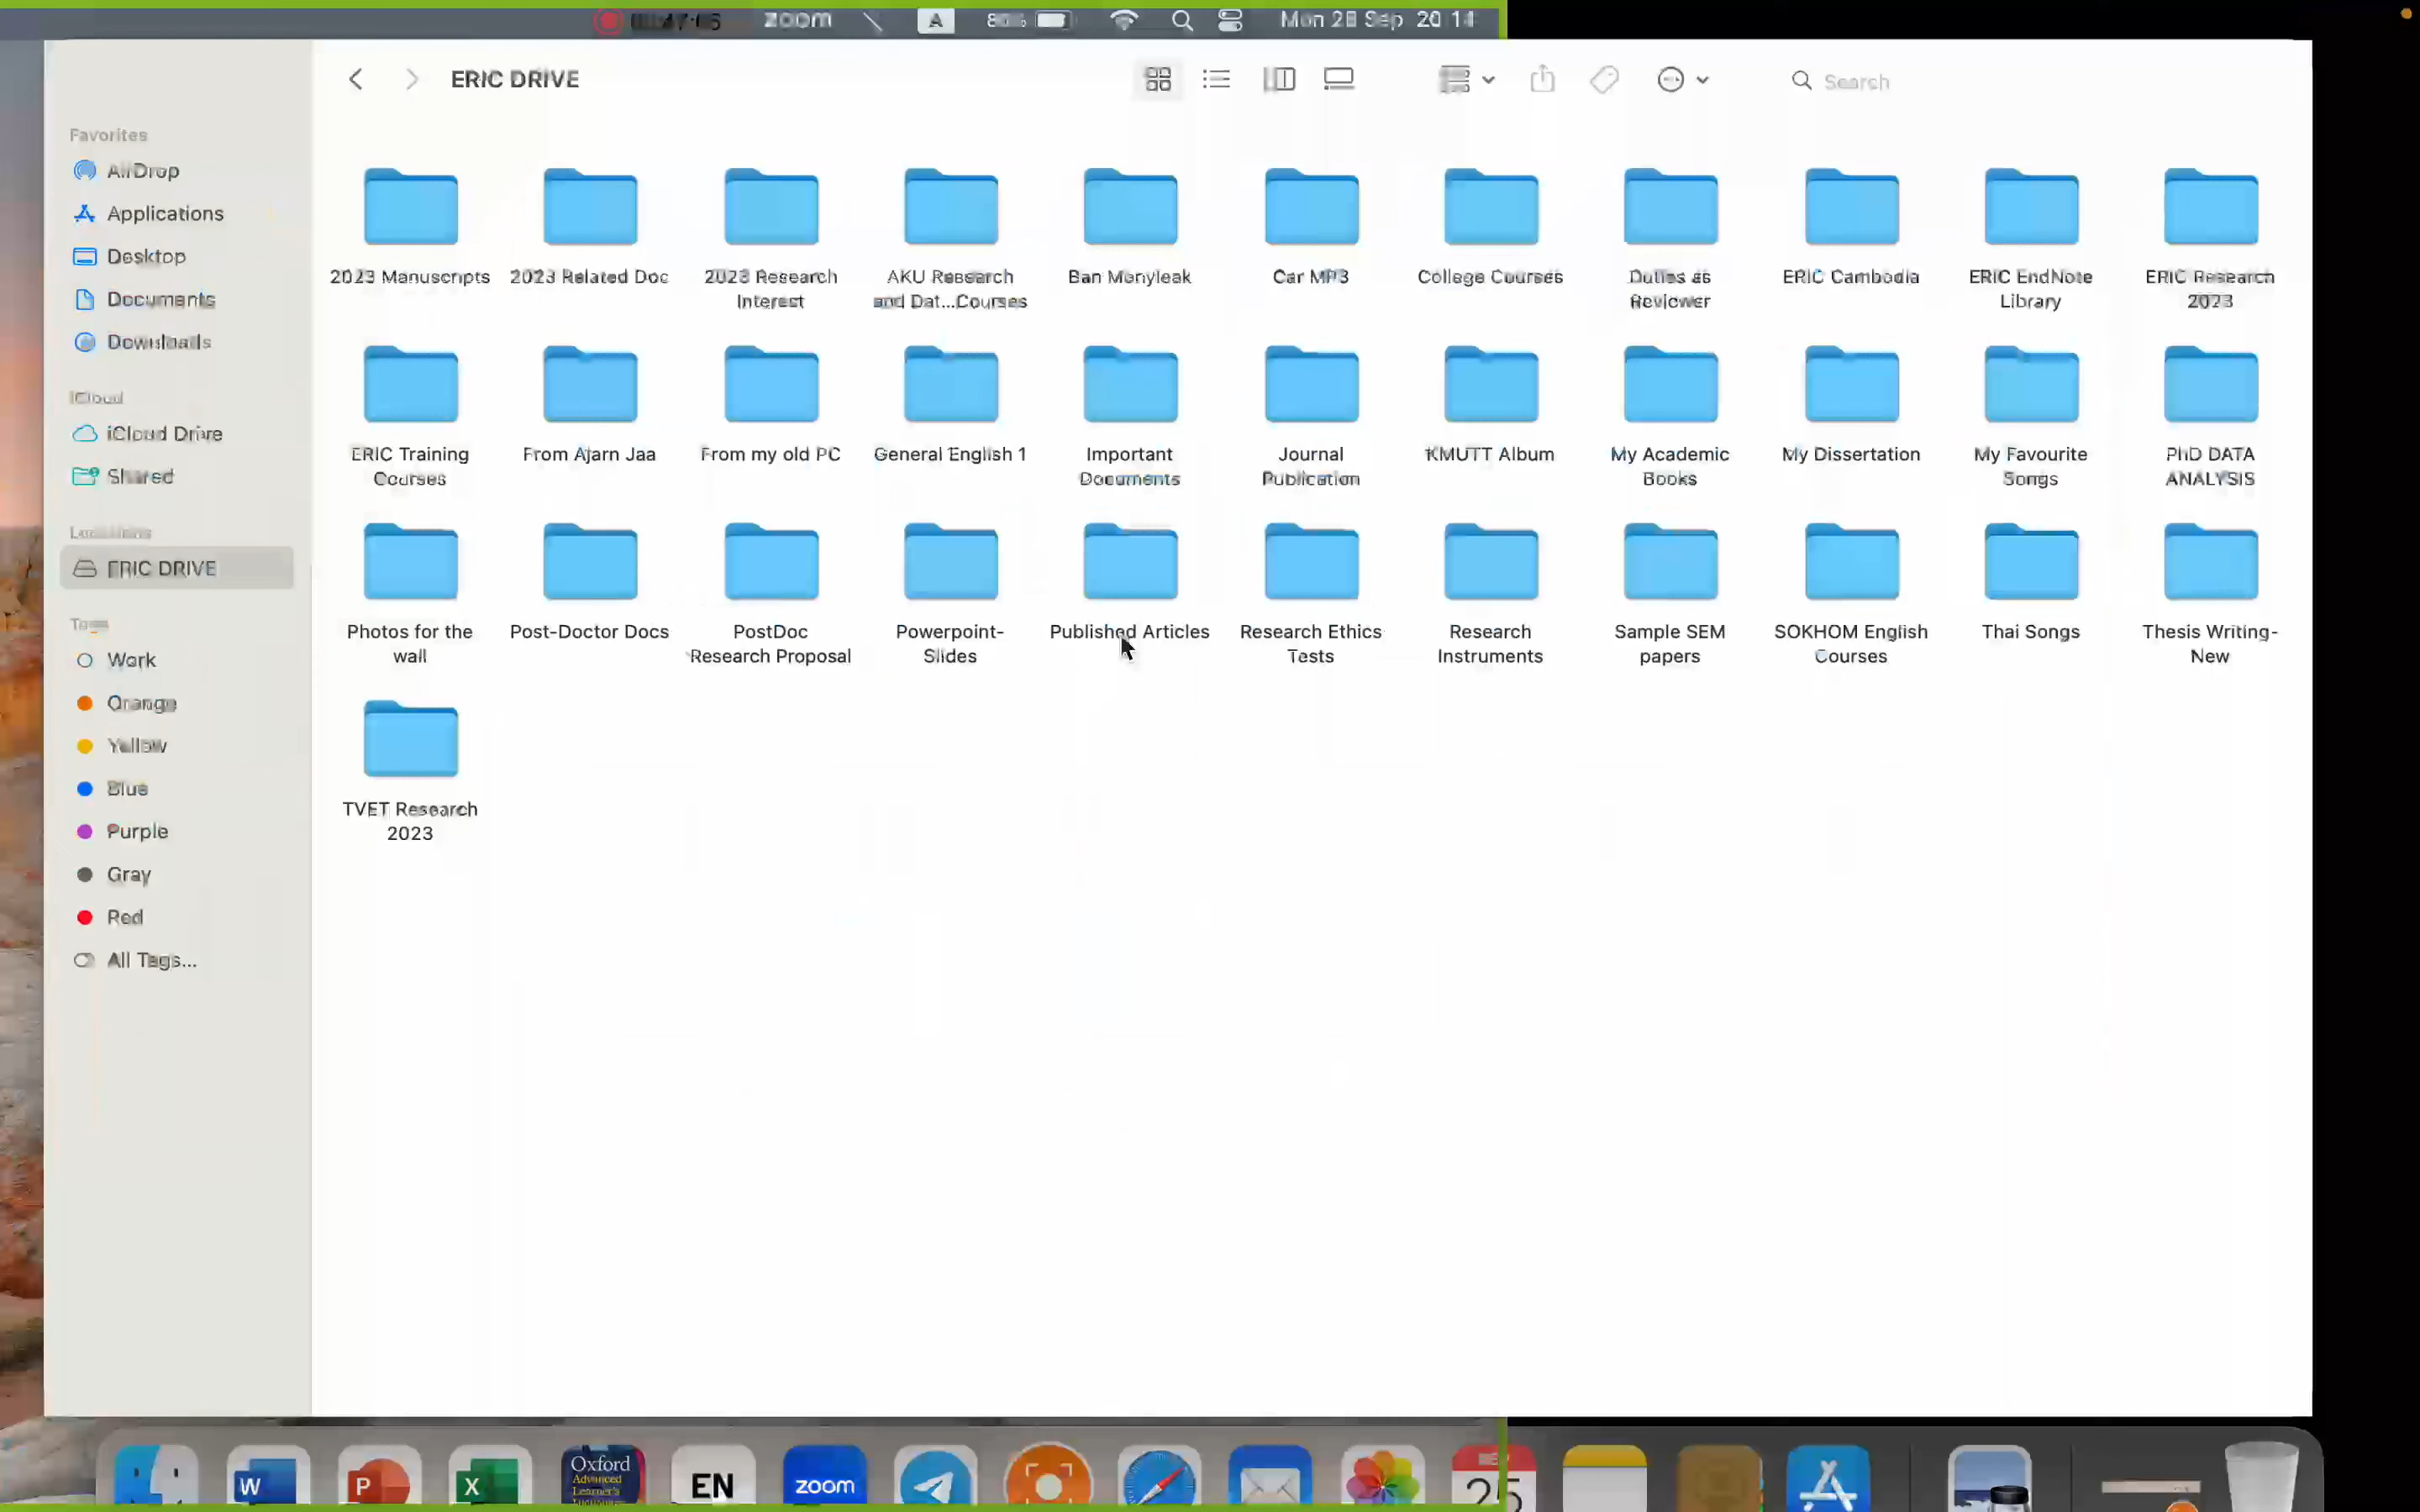 zoom
A
ERIC DRIVE
Search
Favorites
AirDrop
Applications
Desktop
Documents
Downloads
iCloud
iCloud Drive
Shared
Locations
ERIC DRIVE
Tags
Work
Orange
Yellow
Blue
Purple
Gray
Red
All Tags...
2023 Manuscripts
2023 Related Doc
2023 Research
Interest
AKU Research
and Dat...Courses
Ban Monyleak
Car MP3
College Courses
Duties as
Reviewer
ERIC Cambodia
ERIC EndNote
Library
ERIC Research
2023
ERIC Training
Courses
From Ajarn Jaa
From my old PC
General English 1
Important
Documents
Journal
Publication
KMUTT Album
My Academic
Books
My Dissertation
My Favourite
Songs
PhD DATA
ANALYSIS
Photos for the
wall
Post-Doctor Docs
PostDoc
Research Proposal
Powerpoint-
Slides
Published Articles
Research Ethics
Tests
Research
Instruments
Sample SEM
papers
SOKHOM English
Courses
Thai Songs
Thesis Writing-
New
TVET Research
2023
W
P
X
Oxford
Advanced
Learner's
EN
zoom
25